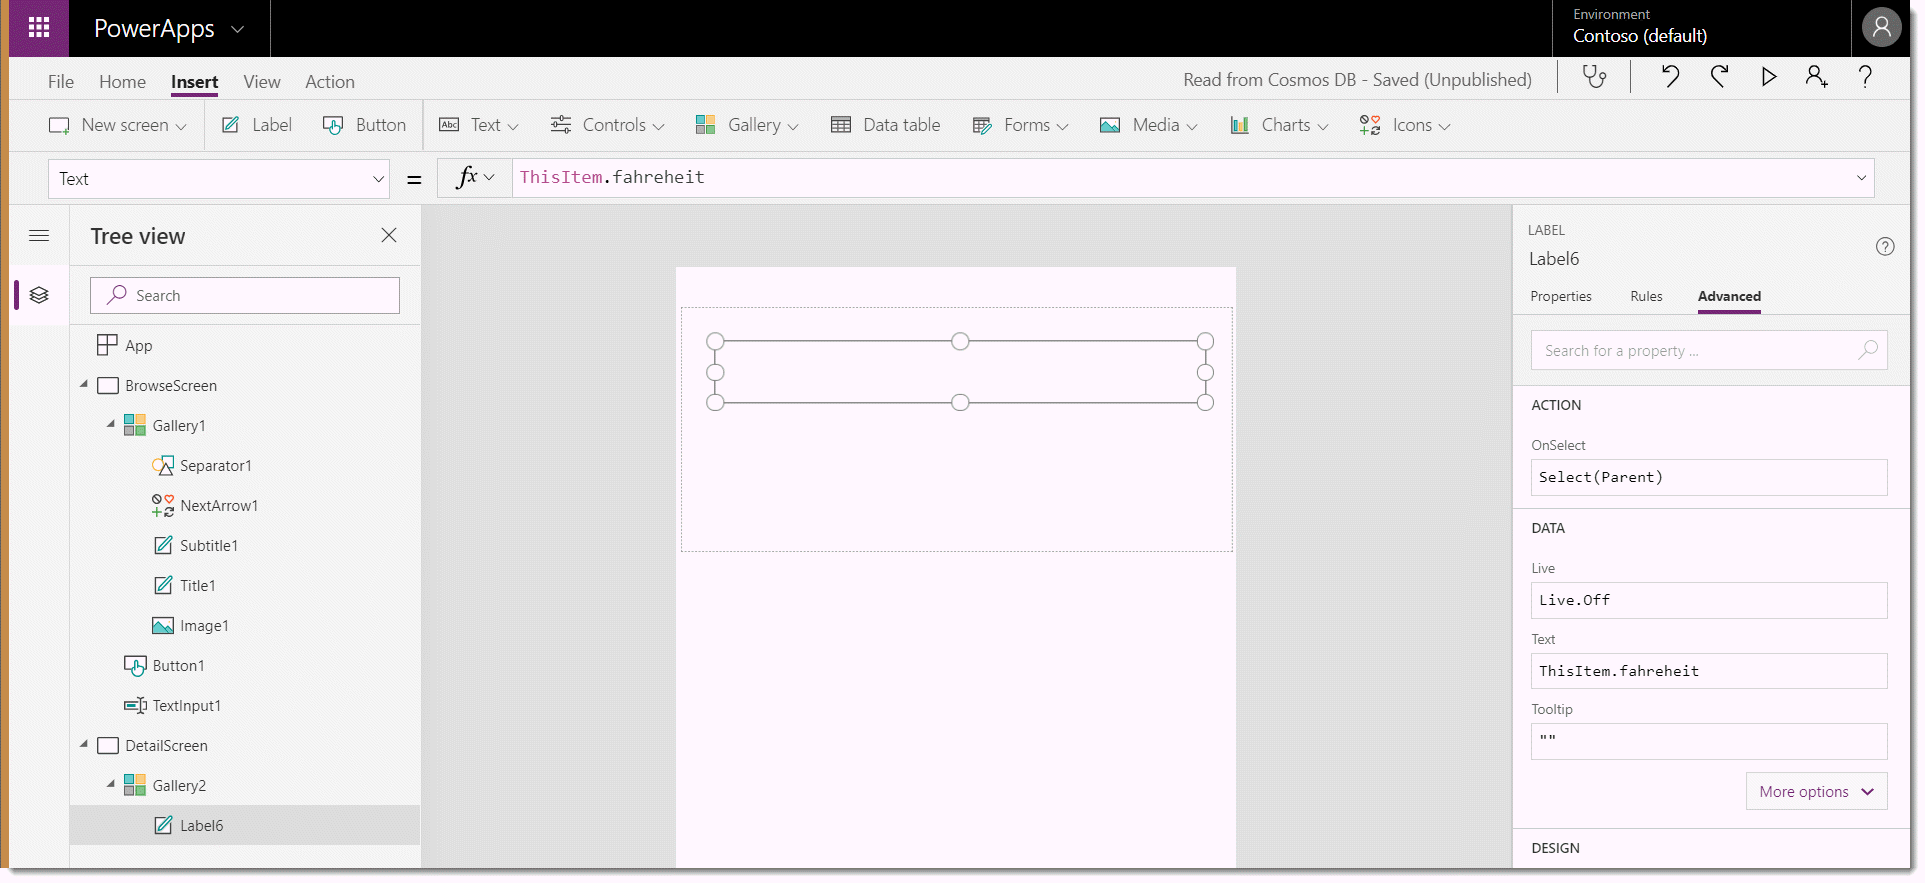 PowerApps
Environment
Contoso (default)
File Home Insert View Action
Read from Cosmos DB - Saved (Unpublished)
New screen Label Button Text Controls Gallery Data table Forms Media Charts Icons
Text = fx ThisItem.fahreheit
Tree view
Search
App
BrowseScreen
Gallery1
Separator1
NextArrow1
Subtitle1
Title1
Image1
Button1
TextInput1
DetailScreen
Gallery2
Label6
LABEL
Label6
Properties Rules Advanced
Search for a property ...
ACTION
OnSelect
Select(Parent)
DATA
Live
Live.Off
Text
ThisItem.fahreheit
Tooltip
""
More options
DESIGN